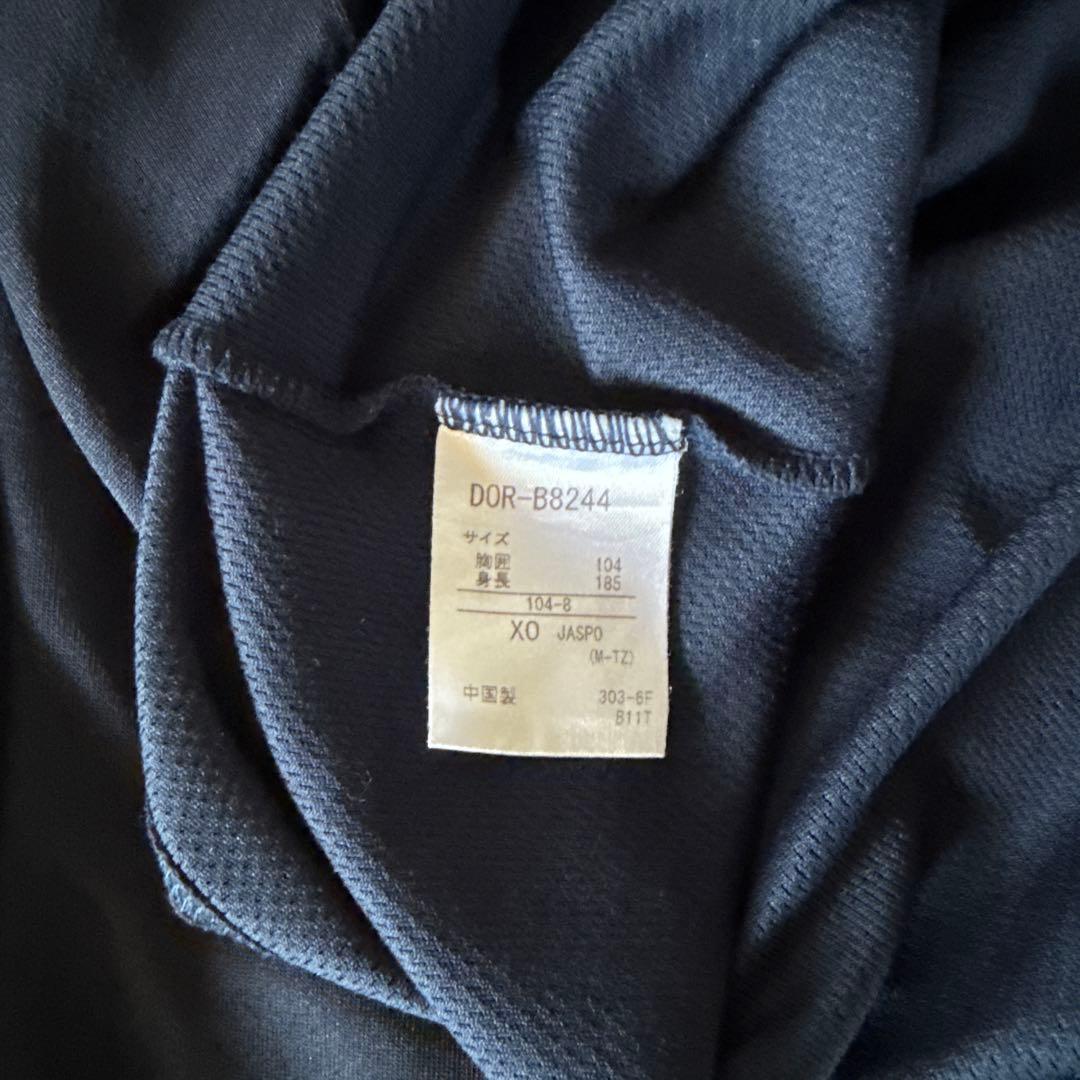 DOR-B8244
サイズ
胸囲 104
身長 185
104-8
XO JASPO
(M-TZ)
中国製 303-6F
B11T